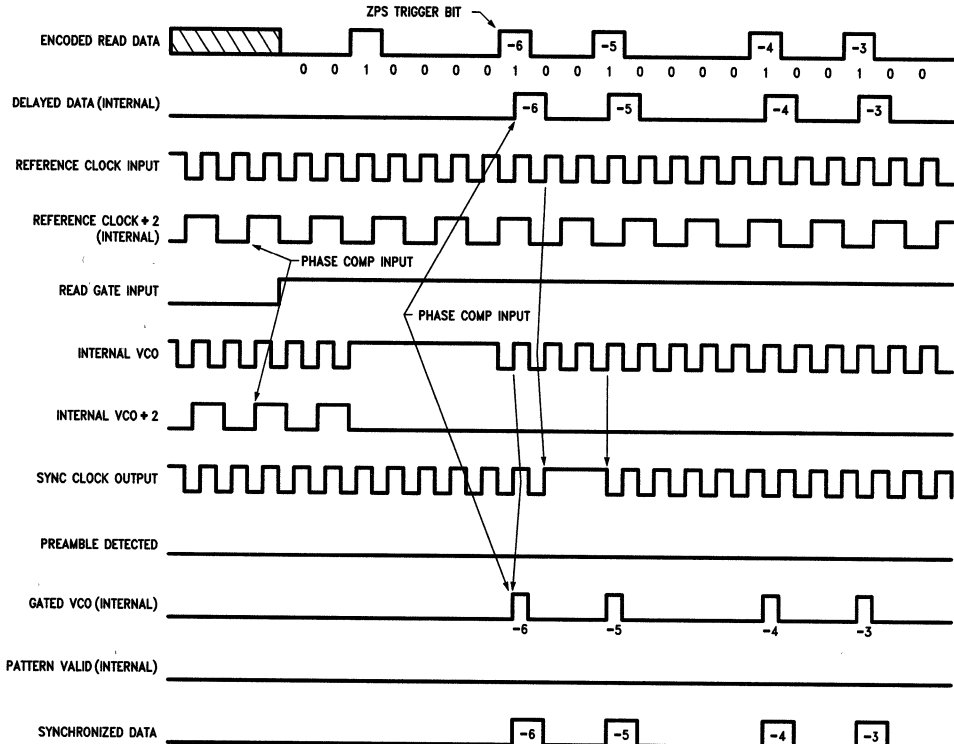 ZPS TRIGGER BIT
ENCODED READ DATA
-6 -5 -4 -3
0 0 1 0 0 0 0 1 0 0 1 0 0 0 0 1 0 0 1 0 0
DELAYED DATA (INTERNAL)
-6 -5 -4 -3
REFERENCE CLOCK INPUT
REFERENCE CLOCK ÷ 2
(INTERNAL)
PHASE COMP INPUT
READ GATE INPUT
PHASE COMP INPUT
INTERNAL VCO
INTERNAL VCO ÷ 2
SYNC CLOCK OUTPUT
PREAMBLE DETECTED
GATED VCO (INTERNAL)
-6 -5 -4 -3
PATTERN VALID (INTERNAL)
SYNCHRONIZED DATA
-6 -5 -4 -3